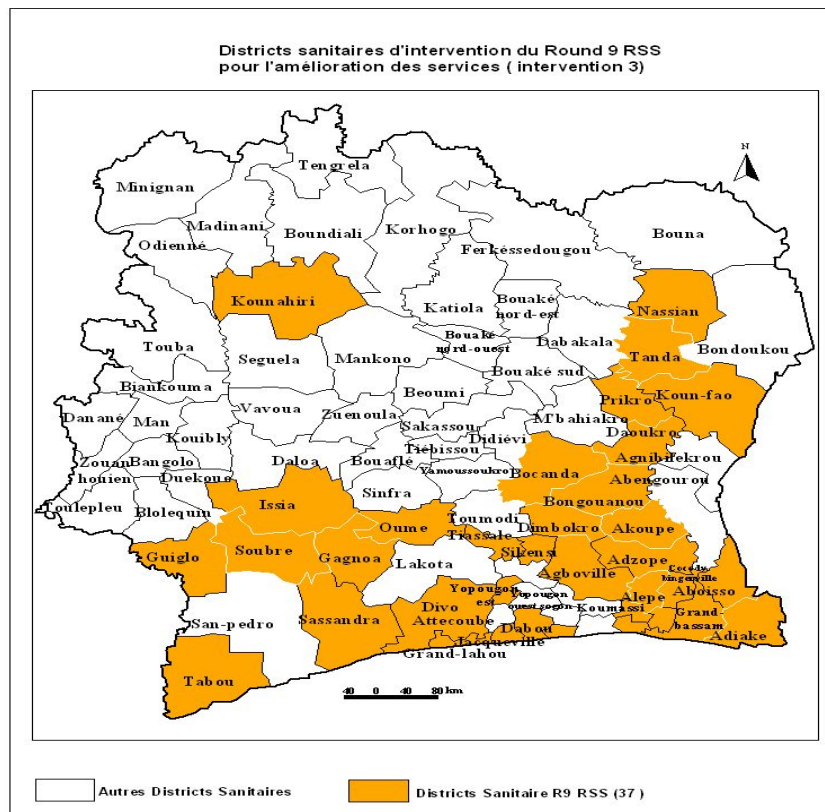 Districts sanitaires d'intervention du Round 9 RSS
pour l'amélioration des services ( intervention 3)
N
Tengrela
Minignan
Madinani
Odienné
Boundiali
Korhogo
Bouna
Ferkéssedougou
Kounahiri
Katiola
Bouaké
nord-est
Nassian
Touba
Seguela
Mankono
Bouaké
nord-ouest
Dabakala
Tanda
Bondoukou
Bouaké sud
Biankouma
Beoumi
Prikro
Koun-fao
Danané
Man
Vavoua
Zuenoula
Sakassou
M'bahiakro
Daoukro
Kouibly
Didiévi
Tiébissou
Zouan
houien
Bangolo
Daloa
Bouaflé
Yamoussoukro
Bocanda
Agnibilekrou
Duekoue
Abengourou
Toulepleu
Blolequin
Issia
Sinfra
Bongouanou
Oume
Toumodi
Dimbokro
Akoupe
Tiassale
Guiglo
Soubre
Gagnoa
Sikensi
Adzope
Lakota
Agboville
Yopougon
est
Alepe
Aboisso
San-pedro
Sassandra
Divo
Attecoube
Koumassi
Grand-
bassam
Dabou
Adiake
Jacqueville
Grand-lahou
Tabou
40 0 40 80 km
Autres Districts Sanitaires
Districts Sanitaire R9 RSS (37 )